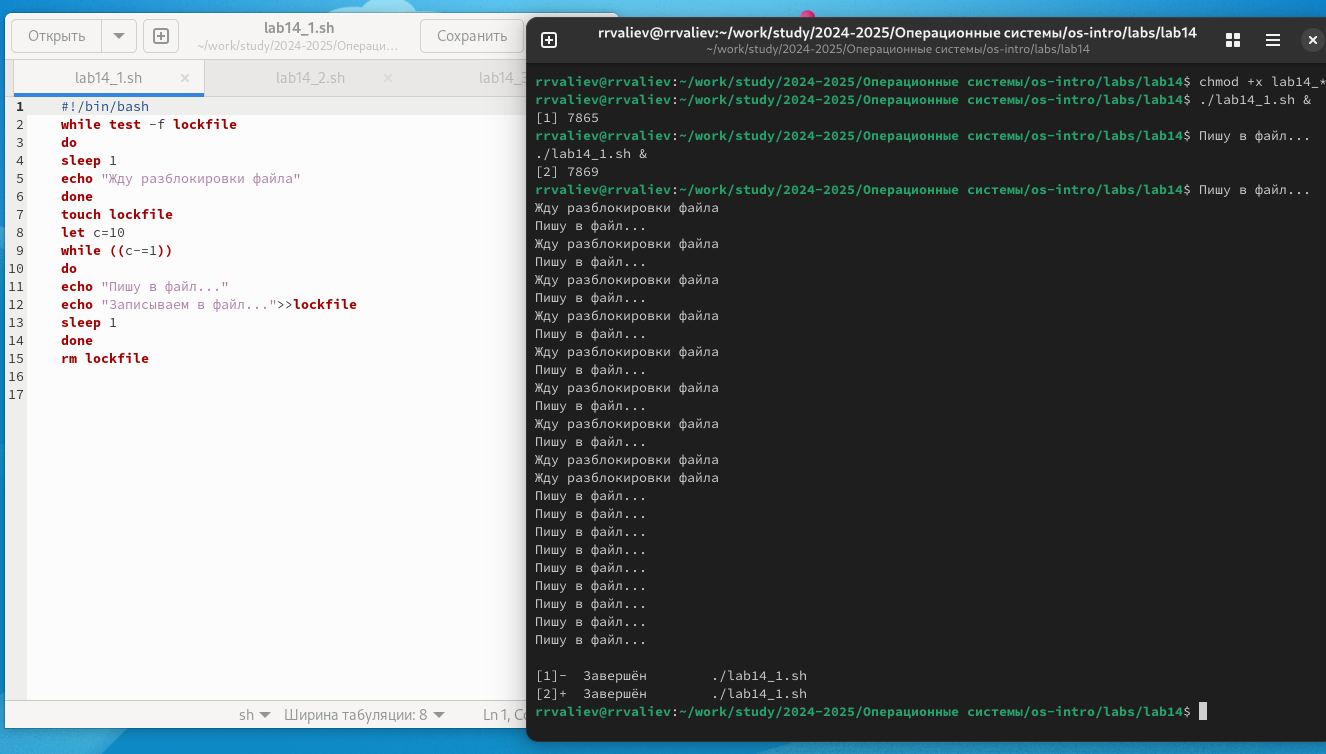 Открыть
lab14_1.sh
~/work/study/2024-2025/Операци...
Сохранить
lab14_1.sh ×
lab14_2.sh ×
1 #!/bin/bash
2 while test -f lockfile
3 do
4 sleep 1
5 echo "Жду разблокировки файла"
6 done
7 touch lockfile
8 let c=10
9 while ((c-=1))
10 do
11 echo "Пишу в файл..."
12 echo "Записываем в файл...">>lockfile
13 sleep 1
14 done
15 rm lockfile
16
17
sh Ширина табуляции: 8 Ln 1,
rrvaliev@rrvaliev:~/work/study/2024-2025/Операционные системы/os-intro/labs/lab14
~/work/study/2024-2025/Операционные системы/os-intro/labs/lab14
rrvaliev@rrvaliev:~/work/study/2024-2025/Операционные системы/os-intro/labs/lab14$ chmod +x lab14_*
rrvaliev@rrvaliev:~/work/study/2024-2025/Операционные системы/os-intro/labs/lab14$ ./lab14_1.sh &
[1] 7865
rrvaliev@rrvaliev:~/work/study/2024-2025/Операционные системы/os-intro/labs/lab14$ Пишу в файл...
./lab14_1.sh &
[2] 7869
rrvaliev@rrvaliev:~/work/study/2024-2025/Операционные системы/os-intro/labs/lab14$ Пишу в файл...
Жду разблокировки файла
Пишу в файл...
Жду разблокировки файла
Пишу в файл...
Жду разблокировки файла
Пишу в файл...
Жду разблокировки файла
Пишу в файл...
Жду разблокировки файла
Пишу в файл...
Жду разблокировки файла
Пишу в файл...
Жду разблокировки файла
Пишу в файл...
Жду разблокировки файла
Жду разблокировки файла
Пишу в файл...
Пишу в файл...
Пишу в файл...
Пишу в файл...
Пишу в файл...
Пишу в файл...
Пишу в файл...
Пишу в файл...
Пишу в файл...
[1]- Завершён ./lab14_1.sh
[2]+ Завершён ./lab14_1.sh
rrvaliev@rrvaliev:~/work/study/2024-2025/Операционные системы/os-intro/labs/lab14$